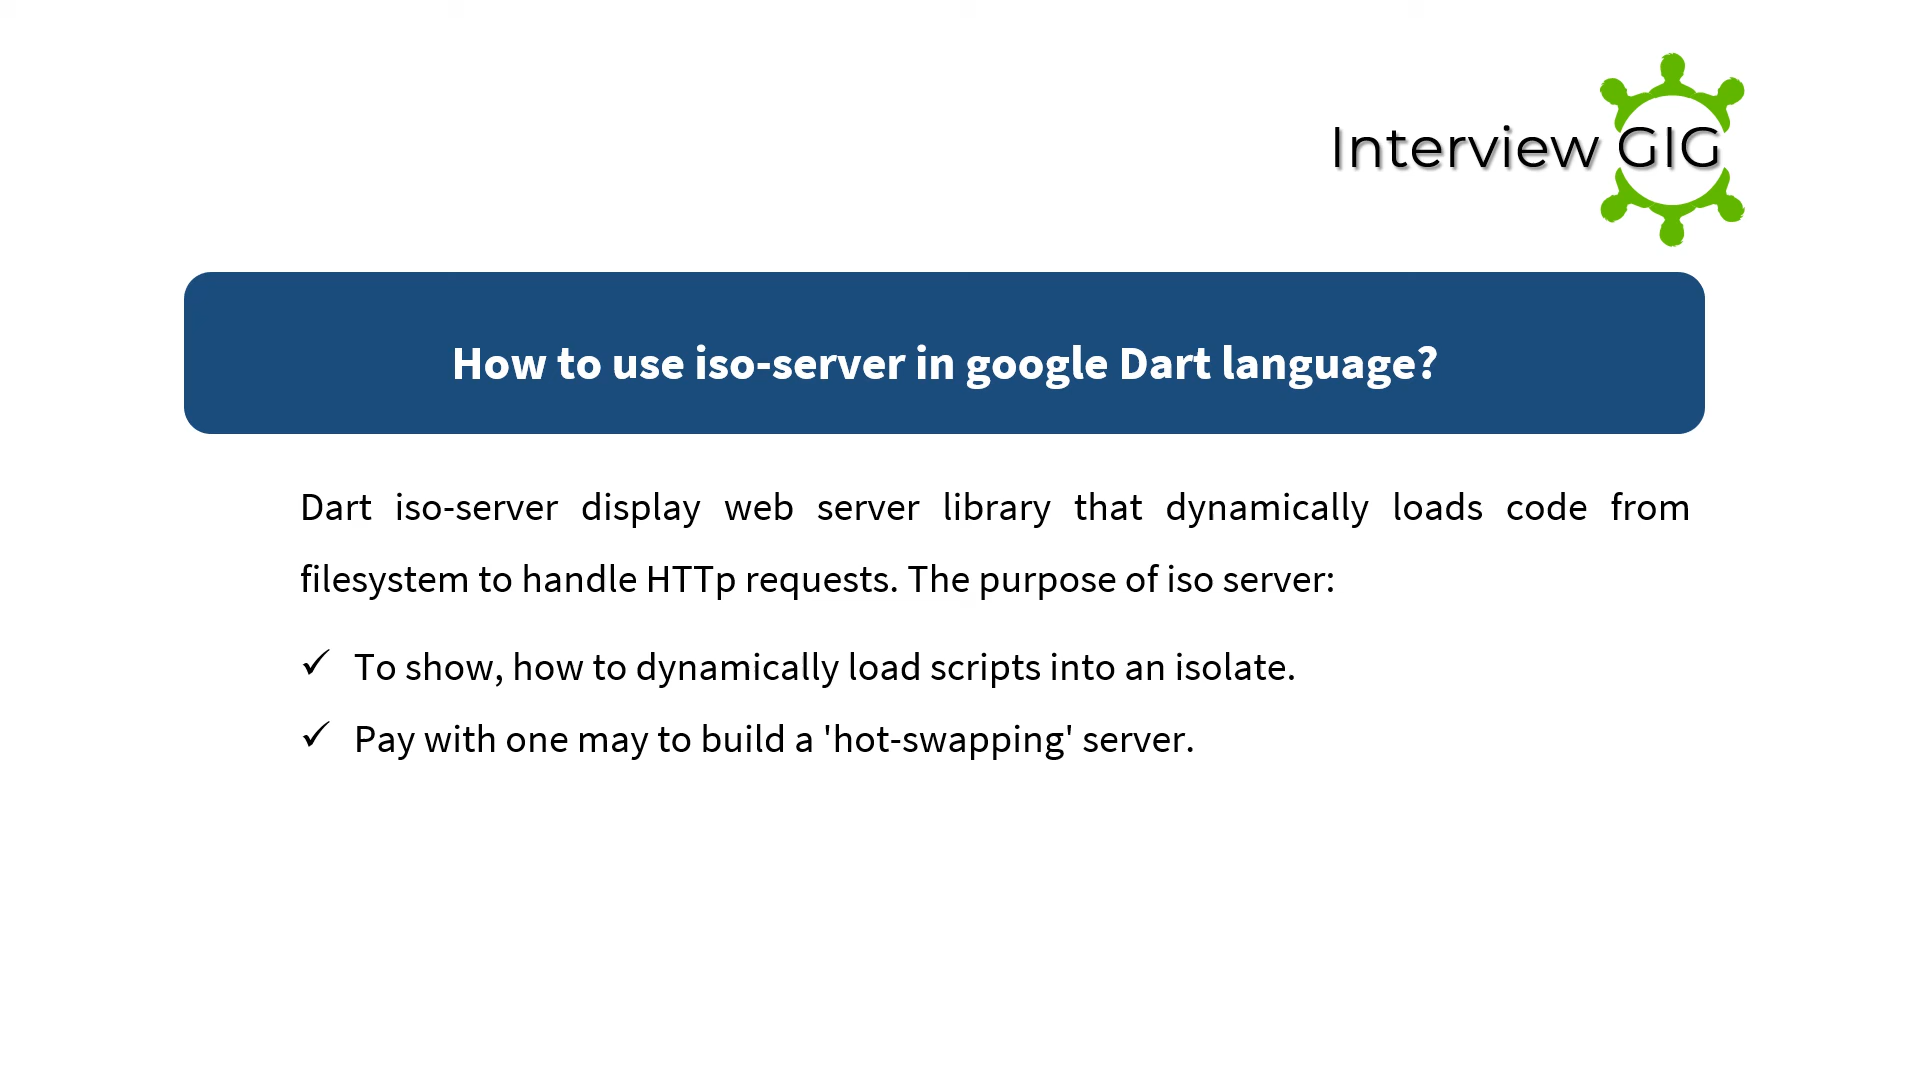 Interview GIG
How to use iso-server in google Dart language?
Dart iso-server display web server library that dynamically loads code from
filesystem to handle HTTp requests. The purpose of iso server:
✓ To show, how to dynamically load scripts into an isolate.
✓ Pay with one may to build a 'hot-swapping' server.